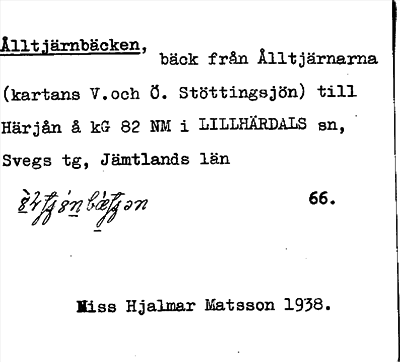 Ålltjärnbäcken,
bäck från Ålltjärnarna
(kartans V.och Ö. Stöttingsjön) till
Härjån å kG 82 NM i LILLHÄRDALS sn,
Svegs tg, Jämtlands län
66.
Miss Hjalmar Matsson 1938.